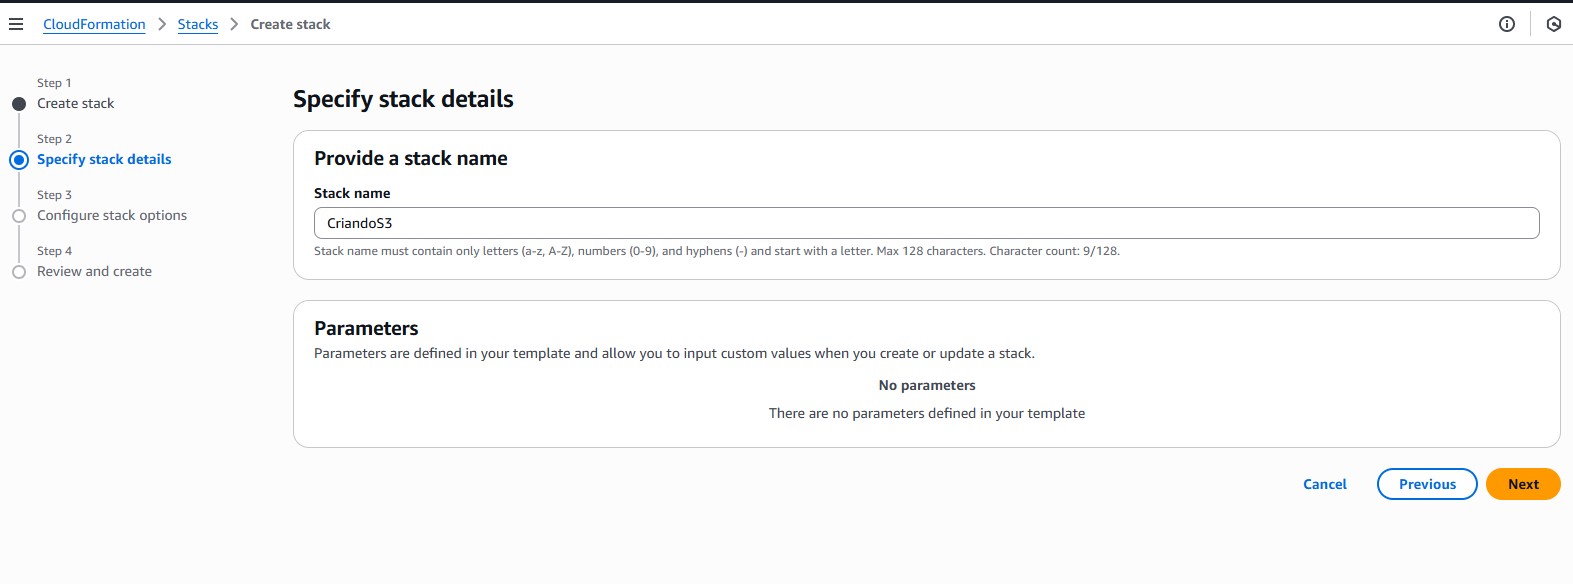 CloudFormation > Stacks > Create stack
Step 1
Create stack
Step 2
Specify stack details
Step 3
Configure stack options
Step 4
Review and create
Specify stack details
Provide a stack name
Stack name
CriandoS3
Stack name must contain only letters (a-z, A-Z), numbers (0-9), and hyphens (-) and start with a letter. Max 128 characters. Character count: 9/128.
Parameters
Parameters are defined in your template and allow you to input custom values when you create or update a stack.
No parameters
There are no parameters defined in your template
Cancel Previous Next